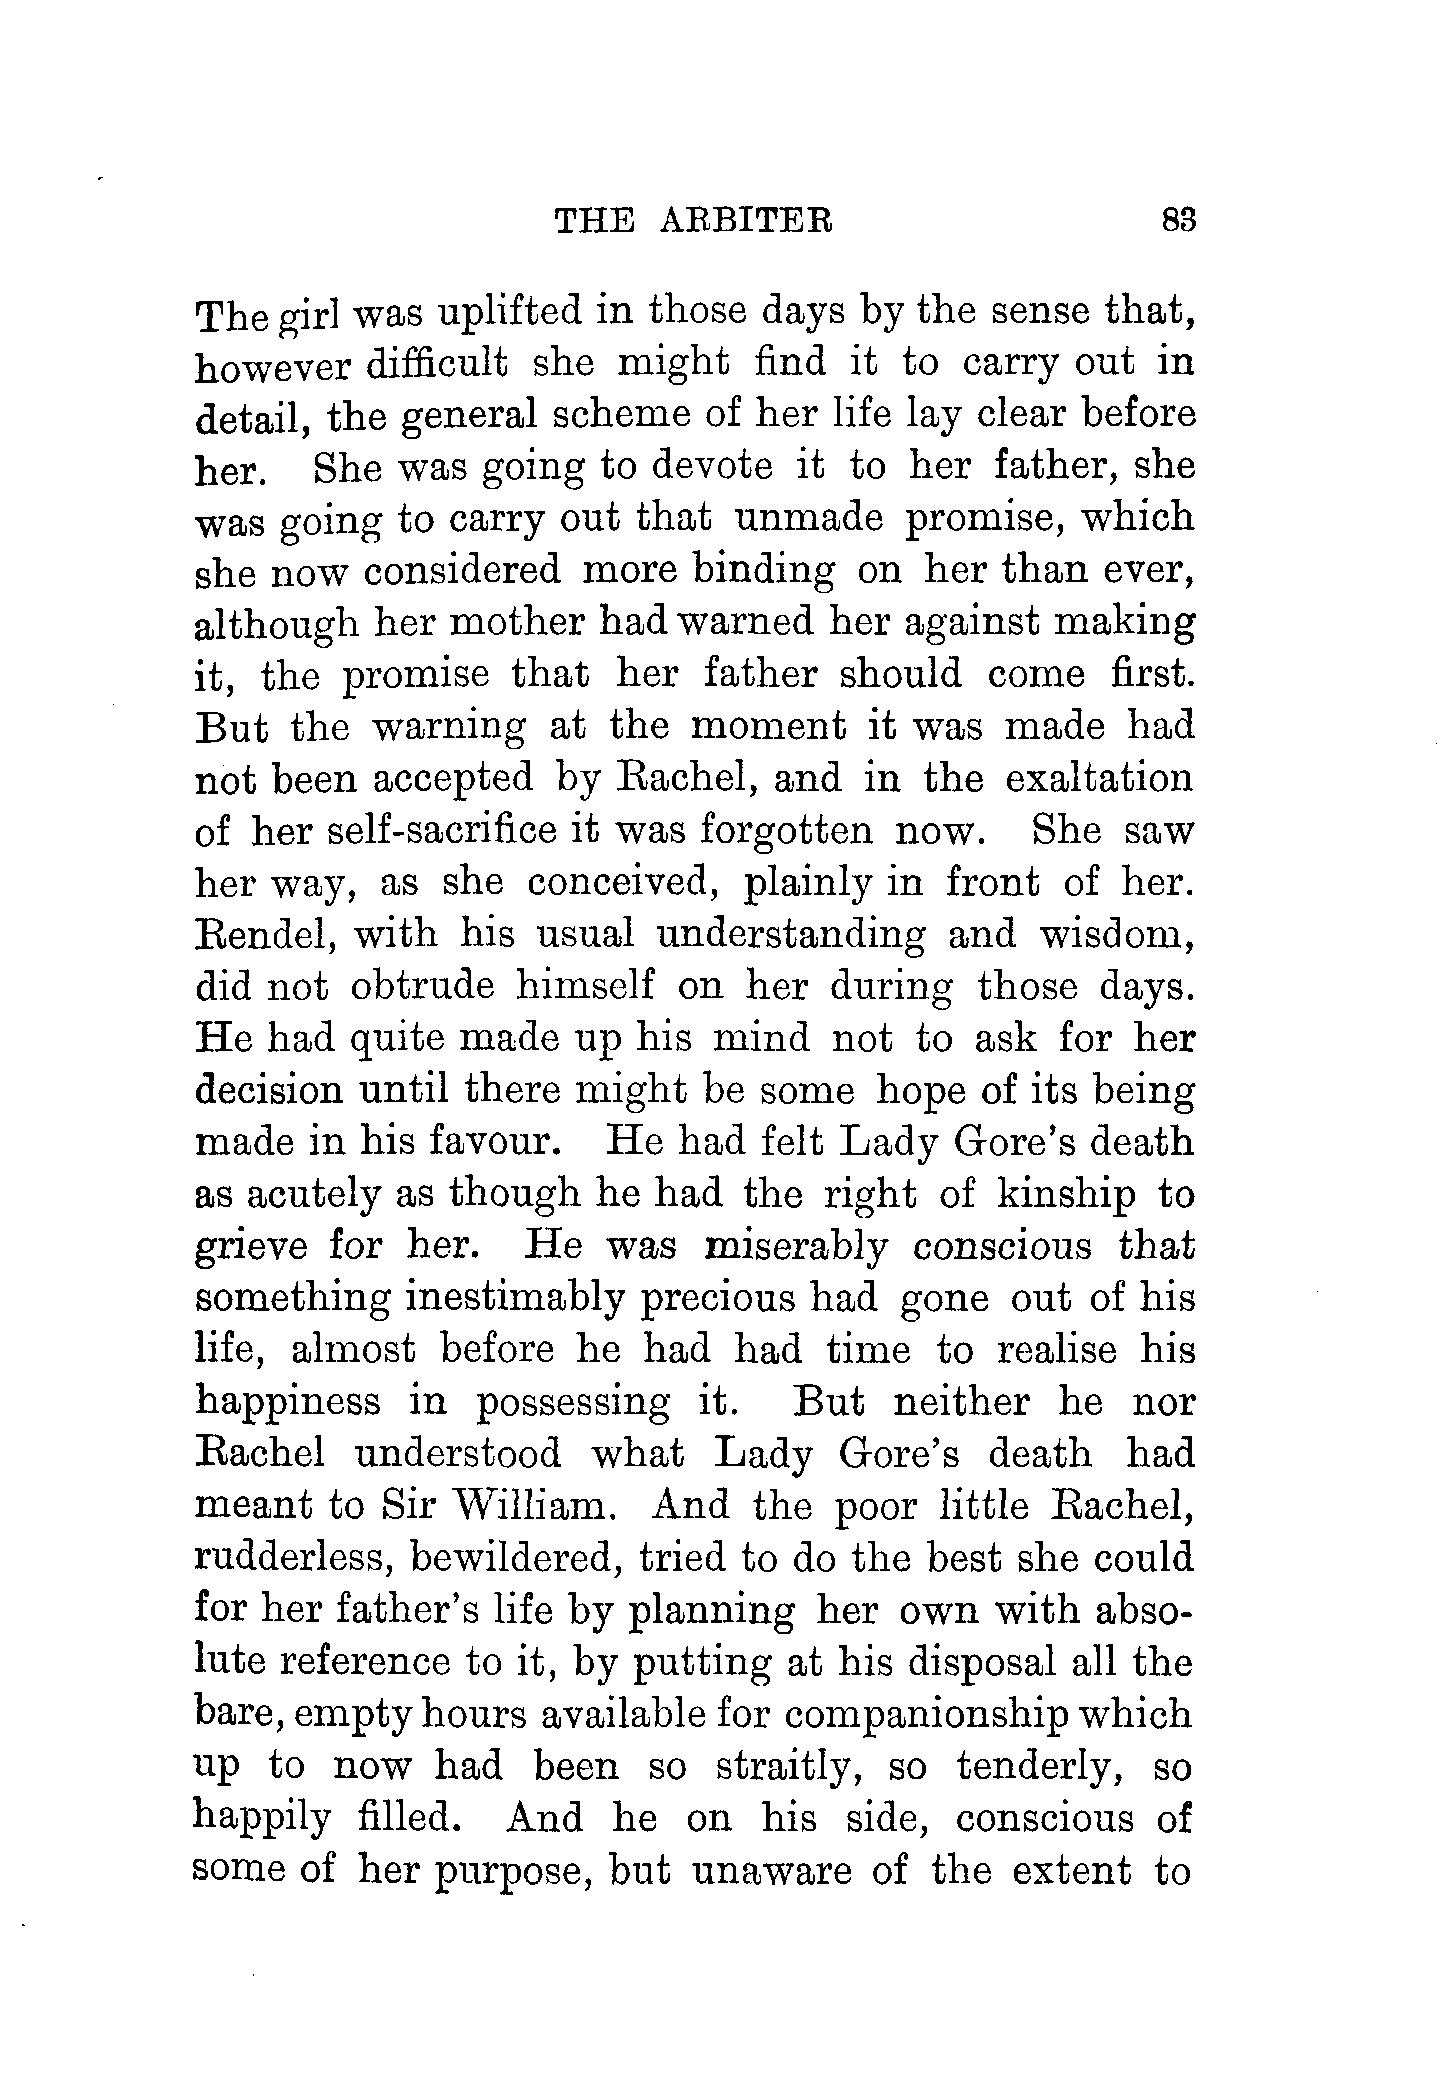 THE ARBITER 83
The girl was uplifted in those days by the sense that,
however difficult she might find it to carry out in
detail, the general scheme of her life lay clear before
her. She was going to devote it to her father, she
was going to carry out that unmade promise, which
she now considered more binding on her than ever,
although her mother had warned her against making
it, the promise that her father should come first.
But the warning at the moment it was made had
not been accepted by Rachel, and in the exaltation
of her self-sacrifice it was forgotten now. She saw
her way, as she conceived, plainly in front of her.
Rendel, with his usual understanding and wisdom,
did not obtrude himself on her during those days.
He had quite made up his mind not to ask for her
decision until there might be some hope of its being
made in his favour. He had felt Lady Gore's death
as acutely as though he had the right of kinship to
grieve for her. He was miserably conscious that
something inestimably precious had gone out of his
life, almost before he had had time to realise his
happiness in possessing it. But neither he nor
Rachel understood what Lady Gore's death had
meant to Sir William. And the poor little Rachel,
rudderless, bewildered, tried to do the best she could
for her father's life by planning her own with abso-
lute reference to it, by putting at his disposal all the
bare, empty hours available for companionship which
up to now had been so straitly, so tenderly, so
happily filled. And he on his side, conscious of
some of her purpose, but unaware of the extent to